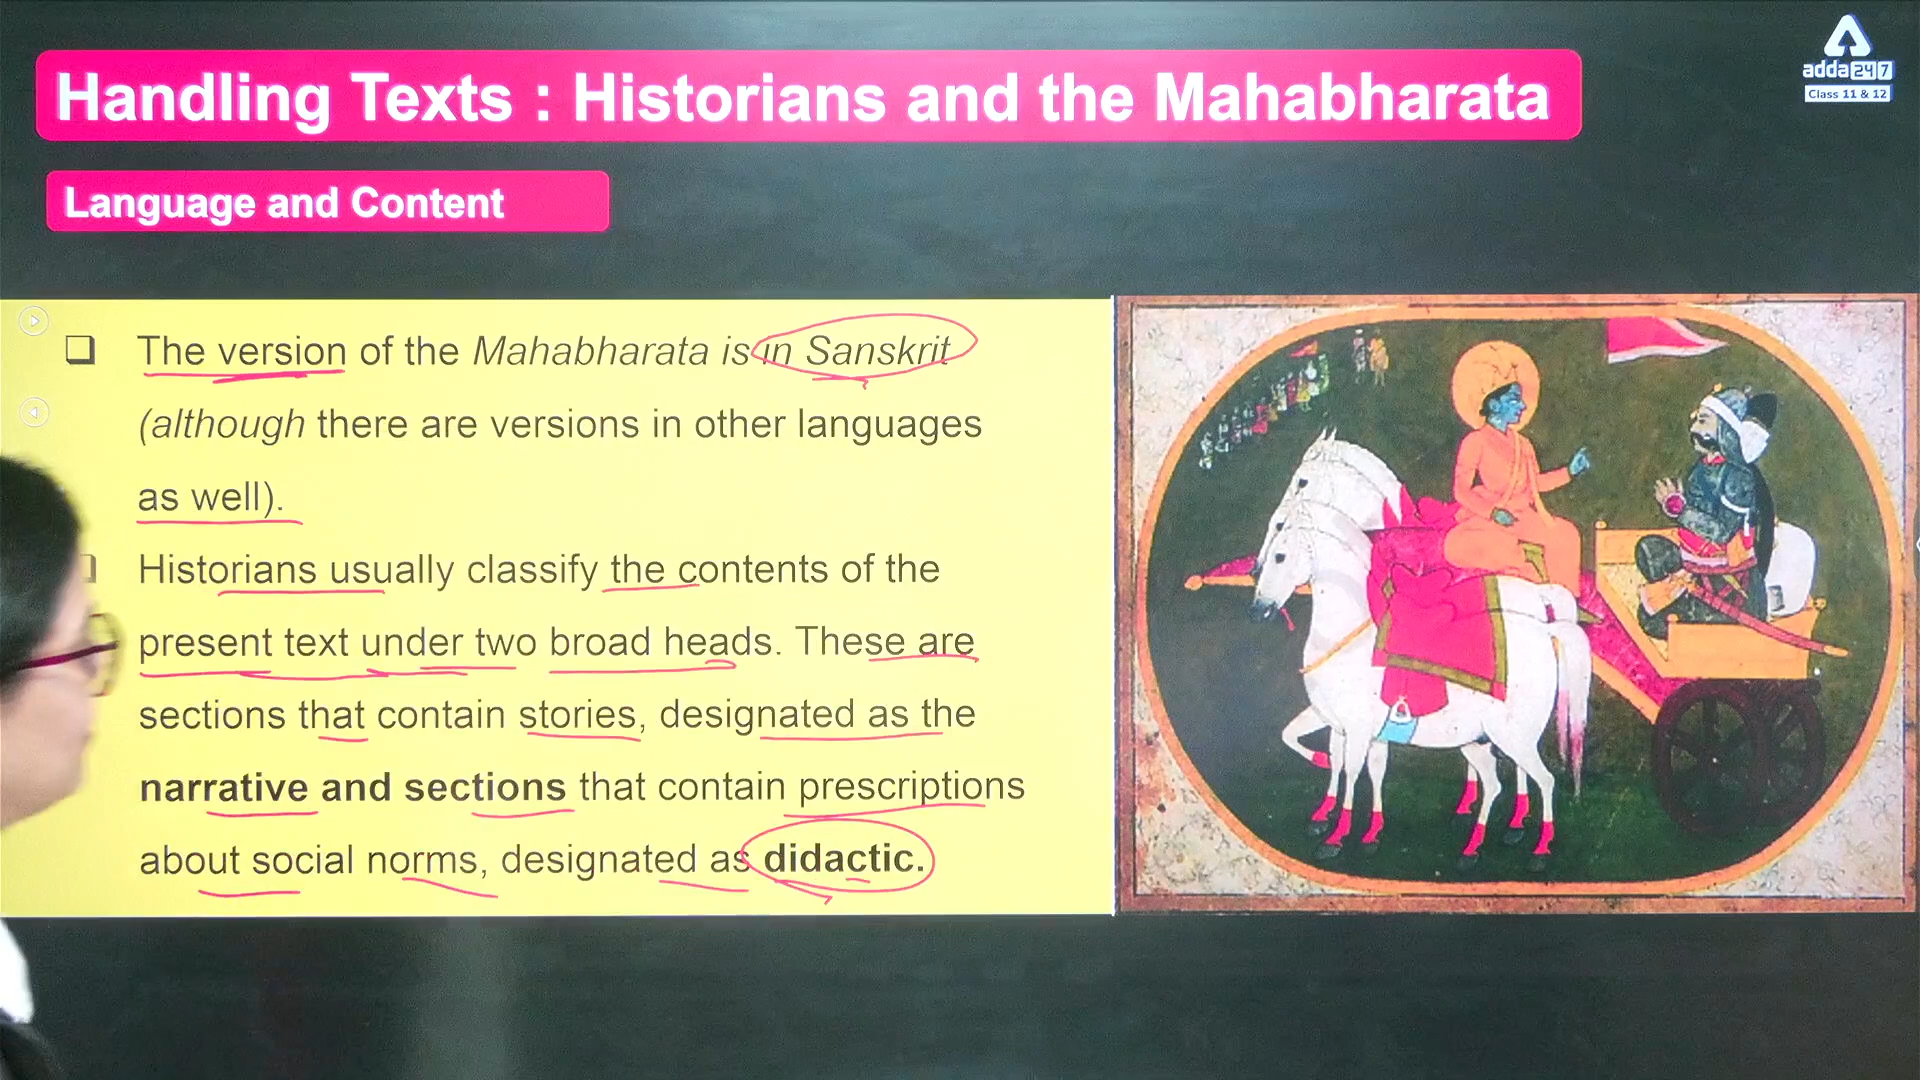 Handling Texts : Historians and the Mahabharata
adda247
Class 11 & 12
Language and Content
The version of the Mahabharata is in Sanskrit
(although there are versions in other languages
as well).
Historians usually classify the contents of the
present text under two broad heads. These are
sections that contain stories, designated as the
narrative and sections that contain prescriptions
about social norms, designated as didactic.